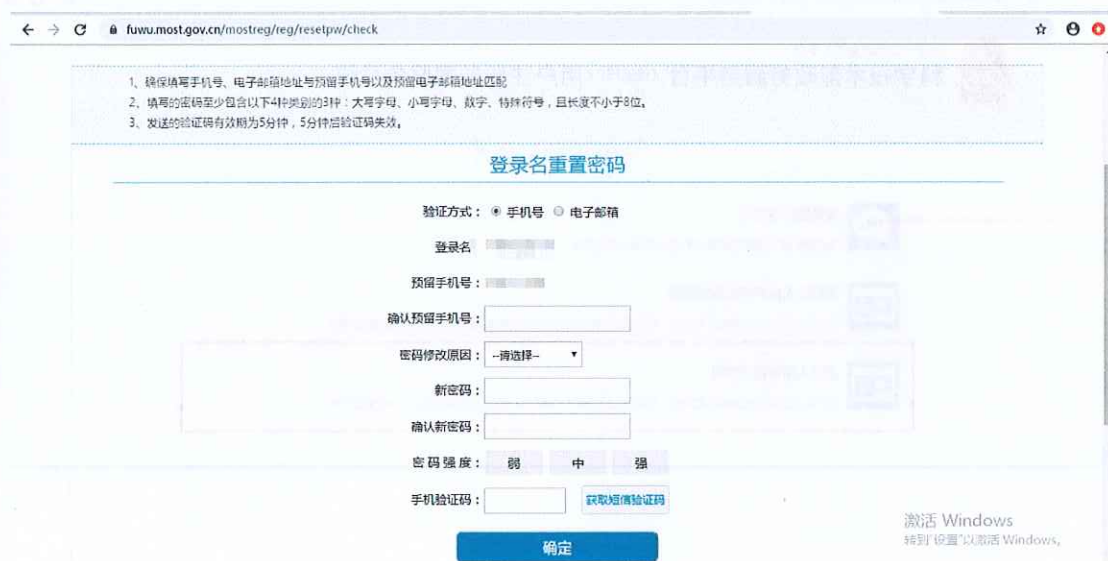 fuwu.most.gov.cn/mostreg/reg/resetpw/check
1、确保填写手机号、电子邮箱地址与预留手机号以及预留电子邮箱地址匹配
2、填写的密码至少包含以下4种类别的3种：大写字母、小写字母、数字、特殊符号，且长度不小于8位。
3、发送的验证码有效期为5分钟，5分钟后验证码失效。
登录名重置密码
验证方式： 手机号 电子邮箱
登录名
预留手机号：
确认预留手机号：
密码修改原因： --请选择--
新密码：
确认新密码：
密码强度： 弱 中 强
手机验证码： 获取短信验证码
确定
激活 Windows
转到"设置"以激活 Windows。